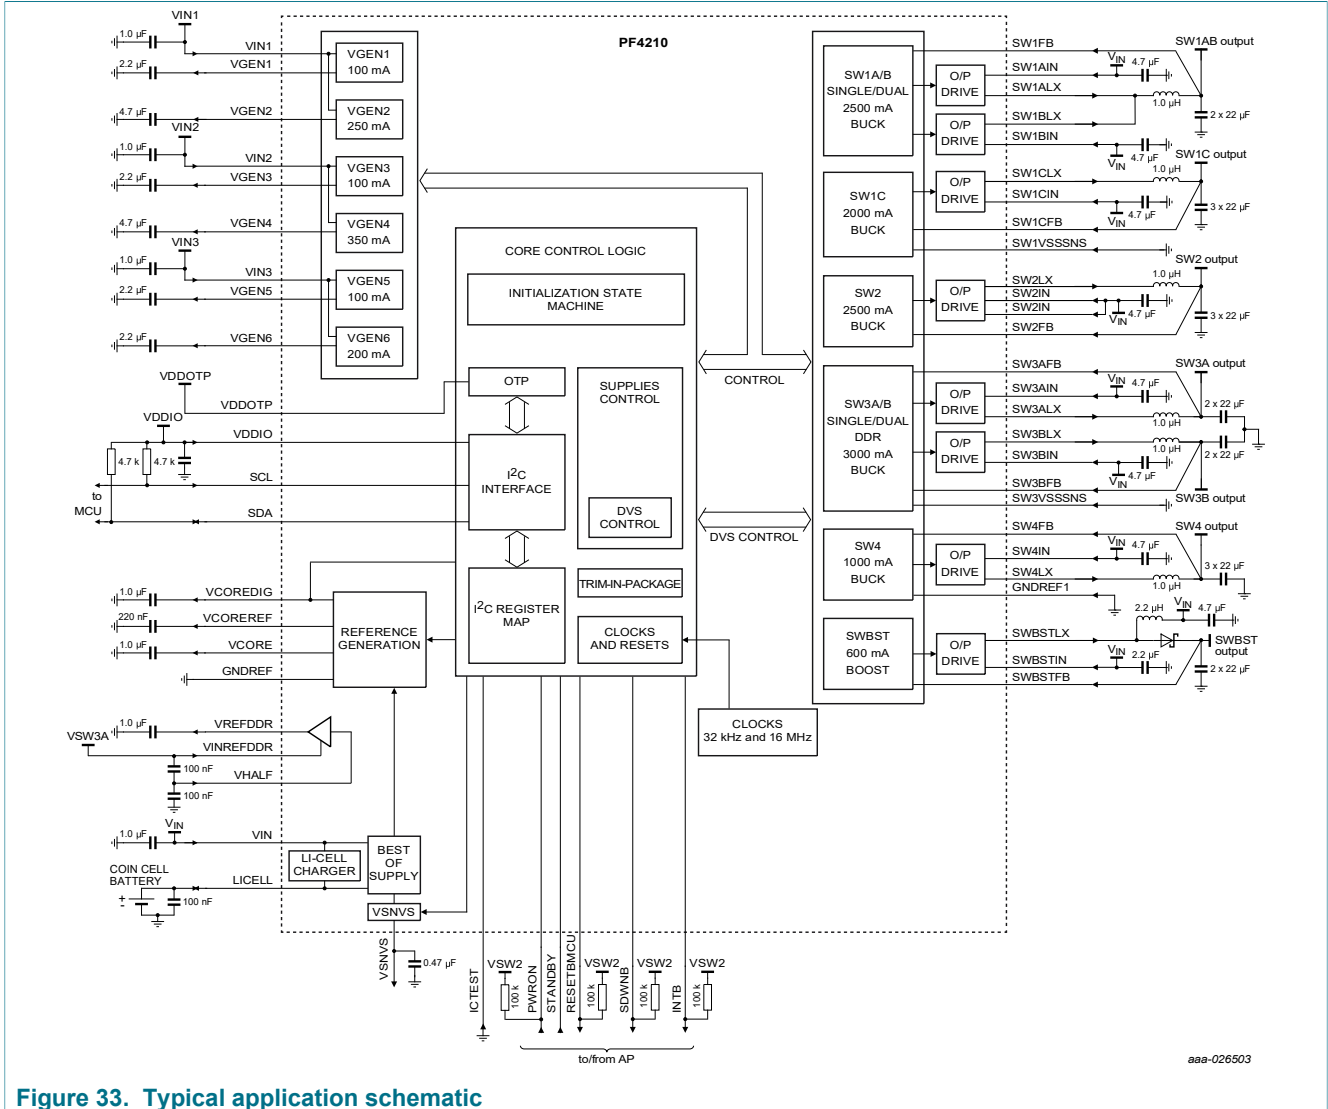 VIN1
1.0 µF
VIN1
2.2 µF
VGEN1
4.7 µF
VGEN2
VIN2
1.0 µF
VIN2
2.2 µF
VGEN3
4.7 µF
VGEN4
VIN3
1.0 µF
VIN3
2.2 µF
VGEN5
2.2 µF
VGEN6
VGEN1
100 mA
VGEN2
250 mA
VGEN3
100 mA
VGEN4
350 mA
VGEN5
100 mA
VGEN6
200 mA
PF4210
VDDOTP
VDDOTP
VDDIO
VDDIO
4.7 k
4.7 k
SCL
to
MCU
SDA
1.0 µF
VCOREDIG
220 nF
VCOREREF
1.0 µF
VCORE
GNDREF
REFERENCE
GENERATION
1.0 µF
VREFDDR
VSW3A
VINREFDDR
100 nF
VHALF
100 nF
VIN
1.0 µF
VIN
COIN CELL
BATTERY
+
-
LICELL
100 nF
LI-CELL
CHARGER
BEST
OF
SUPPLY
VSNVS
VSNVS
0.47 µF
CORE CONTROL LOGIC
INITIALIZATION STATE
MACHINE
OTP
SUPPLIES
CONTROL
I2C
INTERFACE
DVS
CONTROL
I2C REGISTER
MAP
TRIM-IN-PACKAGE
CLOCKS
AND RESETS
CLOCKS
32 kHz and 16 MHz
CONTROL
DVS CONTROL
ICTEST
VSW2
100 k
PWRON
STANDBY
RESETBMCU
VSW2
100 k
SDWNB
VSW2
100 k
INTB
VSW2
100 k
to/from AP
SW1A/B
SINGLE/DUAL
2500 mA
BUCK
O/P
DRIVE
O/P
DRIVE
SW1FB
SW1AIN
SW1ALX
SW1BLX
SW1BIN
SW1AB output
VIN
4.7 µF
1.0 µH
2 x 22 µF
VIN
4.7 µF
SW1C
2000 mA
BUCK
O/P
DRIVE
SW1CLX
SW1CIN
SW1CFB
SW1VSSSNS
SW1C output
1.0 µH
VIN
4.7 µF
3 x 22 µF
SW2
2500 mA
BUCK
O/P
DRIVE
SW2LX
SW2IN
SW2IN
SW2FB
SW2 output
1.0 µH
VIN
4.7 µF
3 x 22 µF
SW3A/B
SINGLE/DUAL
DDR
3000 mA
BUCK
O/P
DRIVE
O/P
DRIVE
SW3AFB
SW3AIN
SW3ALX
SW3BLX
SW3BIN
SW3BFB
SW3VSSSNS
SW3A output
VIN
4.7 µF
2 x 22 µF
1.0 µH
1.0 µH
2 x 22 µF
VIN
4.7 µF
SW3B output
SW4
1000 mA
BUCK
O/P
DRIVE
SW4FB
SW4IN
SW4LX
GNDREF1
SW4 output
VIN
4.7 µF
3 x 22 µF
1.0 µH
SWBST
600 mA
BOOST
O/P
DRIVE
SWBSTLX
SWBSTIN
SWBSTFB
2.2 µH
VIN
4.7 µF
SWBST
output
VIN
2.2 µF
2 x 22 µF
aaa-026503
Figure 33. Typical application schematic